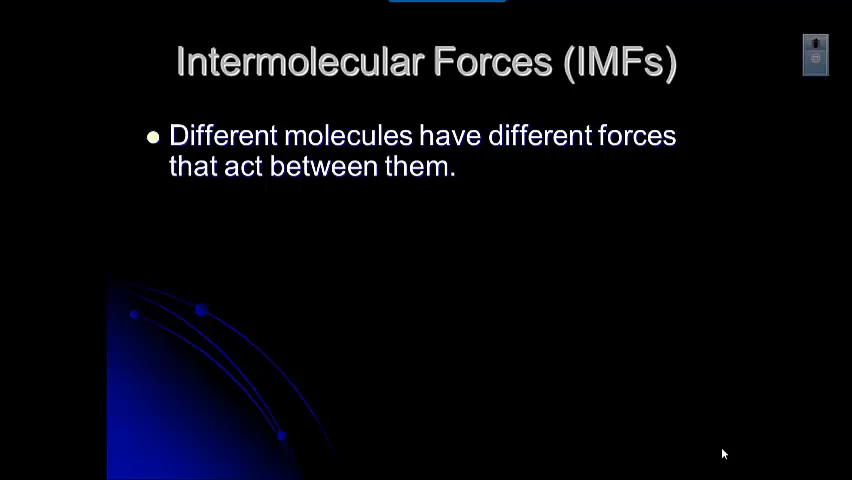 Intermolecular Forces (IMFs)
Different molecules have different forces
that act between them.